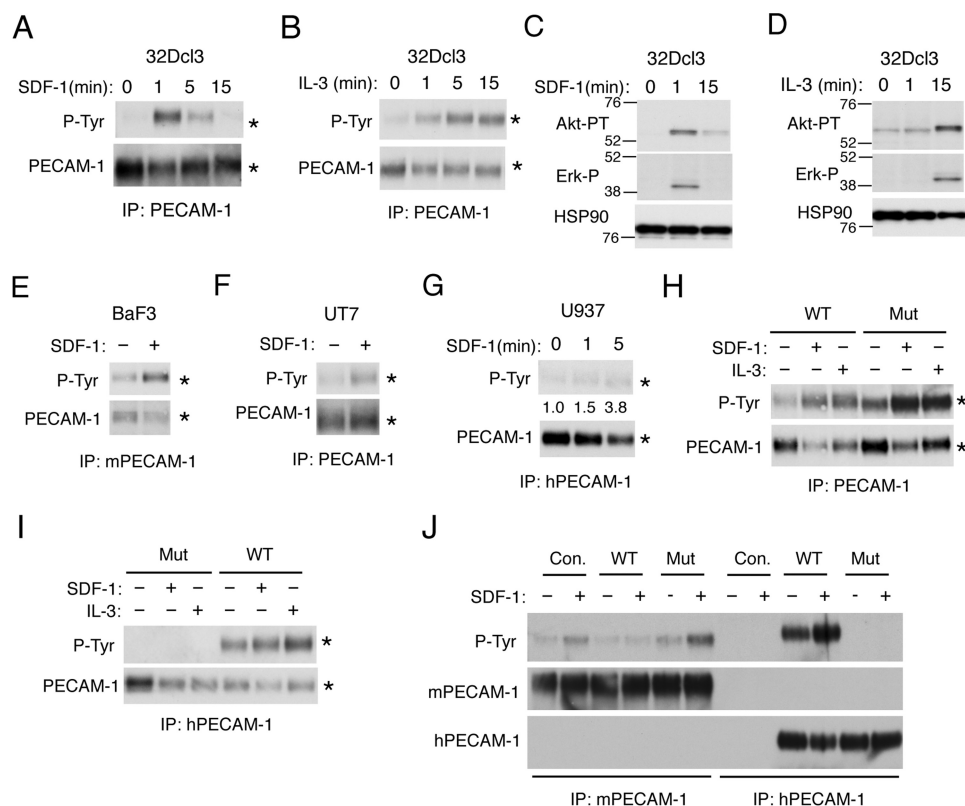 A
32Dcl3
SDF-1(min): 0 1 5 15
P-Tyr *
PECAM-1 *
IP: PECAM-1
B
32Dcl3
IL-3 (min): 0 1 5 15
P-Tyr *
PECAM-1 *
IP: PECAM-1
C
32Dcl3
SDF-1(min): 0 1 15
76
Akt-PT
52
52
Erk-P
38
HSP90
76
D
32Dcl3
IL-3 (min): 0 1 15
76
Akt-PT
52
52
Erk-P
38
HSP90
76
E
BaF3
SDF-1: – +
P-Tyr *
PECAM-1 *
IP: mPECAM-1
F
UT7
SDF-1: – +
P-Tyr *
PECAM-1 *
IP: PECAM-1
G
U937
SDF-1(min): 0 1 5
P-Tyr *
1.0 1.5 3.8
PECAM-1 *
IP: hPECAM-1
H
WT Mut
SDF-1: – + – – + –
IL-3: – – + – – +
P-Tyr *
PECAM-1 *
IP: PECAM-1
I
Mut WT
SDF-1: – + – – + –
IL-3: – – + – – +
P-Tyr *
PECAM-1 *
IP: hPECAM-1
J
Con. WT Mut Con. WT Mut
SDF-1: – + – + - + – + – + - +
P-Tyr
mPECAM-1
hPECAM-1
IP: mPECAM-1 IP: hPECAM-1